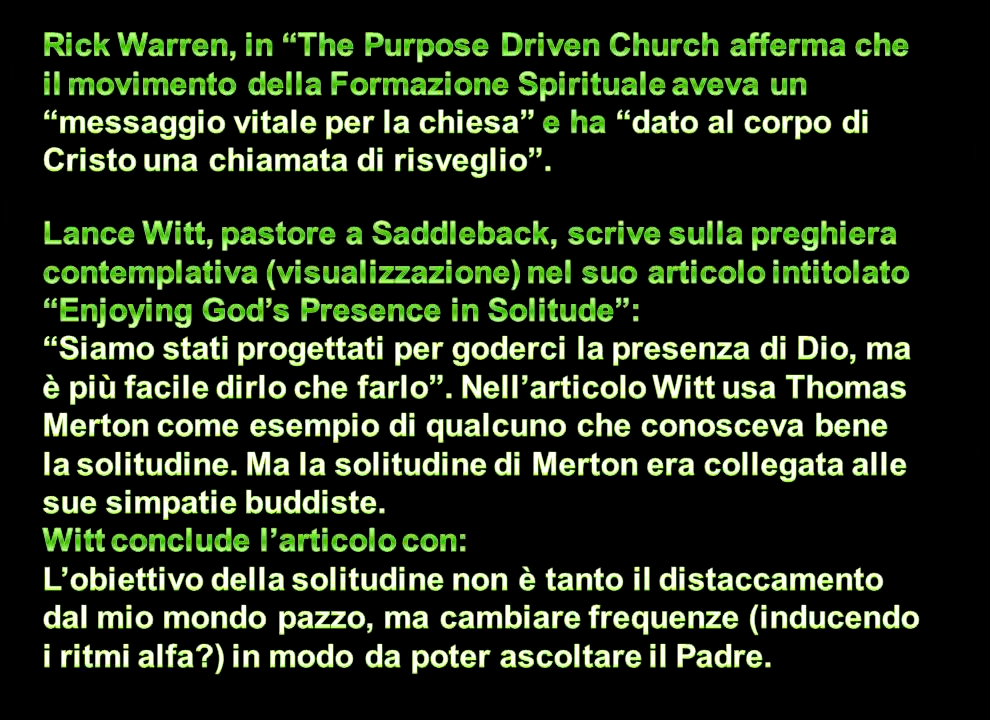 Rick Warren, in “The Purpose Driven Church afferma che
il movimento della Formazione Spirituale aveva un
“messaggio vitale per la chiesa” e ha “dato al corpo di
Cristo una chiamata di risveglio”.
Lance Witt, pastore a Saddleback, scrive sulla preghiera
contemplativa (visualizzazione) nel suo articolo intitolato
“Enjoying God’s Presence in Solitude”:
“Siamo stati progettati per goderci la presenza di Dio, ma
è più facile dirlo che farlo”. Nell’articolo Witt usa Thomas
Merton come esempio di qualcuno che conosceva bene
la solitudine. Ma la solitudine di Merton era collegata alle
sue simpatie buddiste.
Witt conclude l’articolo con:
L’obiettivo della solitudine non è tanto il distaccamento
dal mio mondo pazzo, ma cambiare frequenze (inducendo
i ritmi alfa?) in modo da poter ascoltare il Padre.